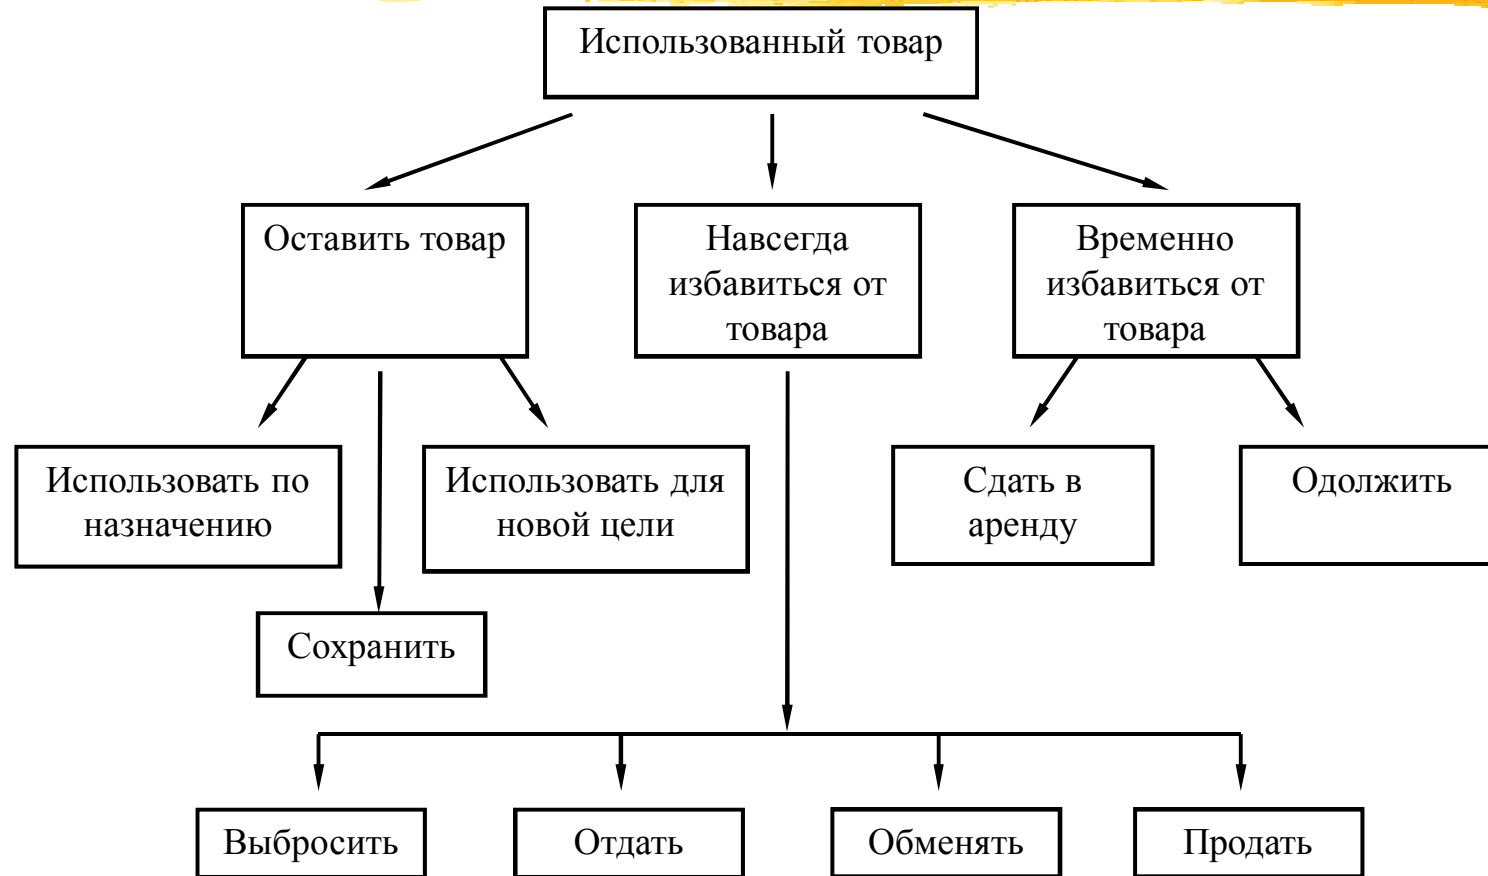 Использованный товар
Оставить товар
Навсегда
избавиться от
товара
Временно
избавиться от
товара
Использовать по
назначению
Использовать для
новой цели
Сдать в
аренду
Одолжить
Сохранить
Выбросить
Отдать
Обменять
Продать